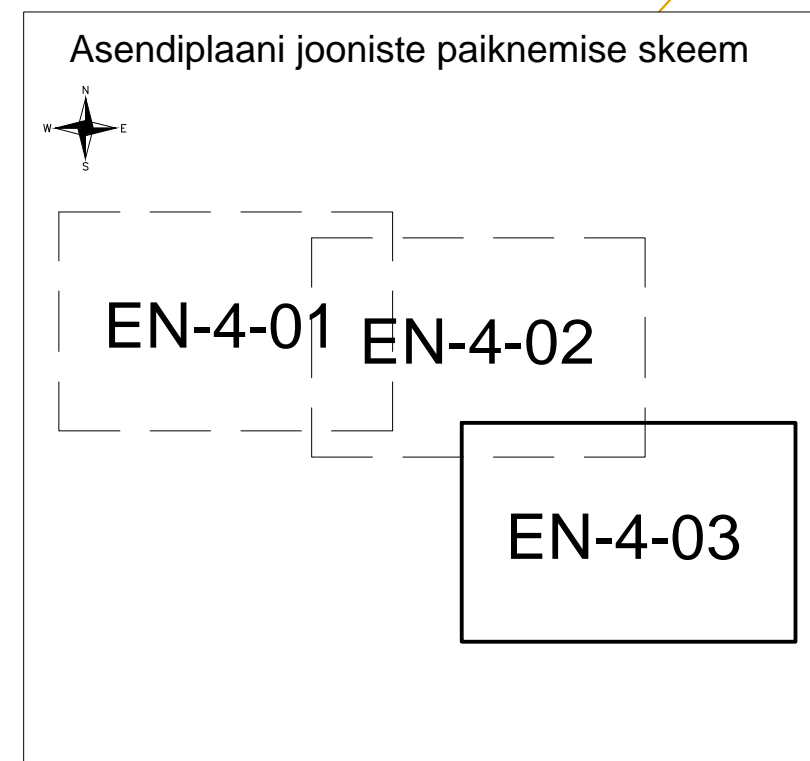 Asendiplaani jooniste paiknemise skeem
N
W E
S
EN-4-01
EN-4-02
EN-4-03